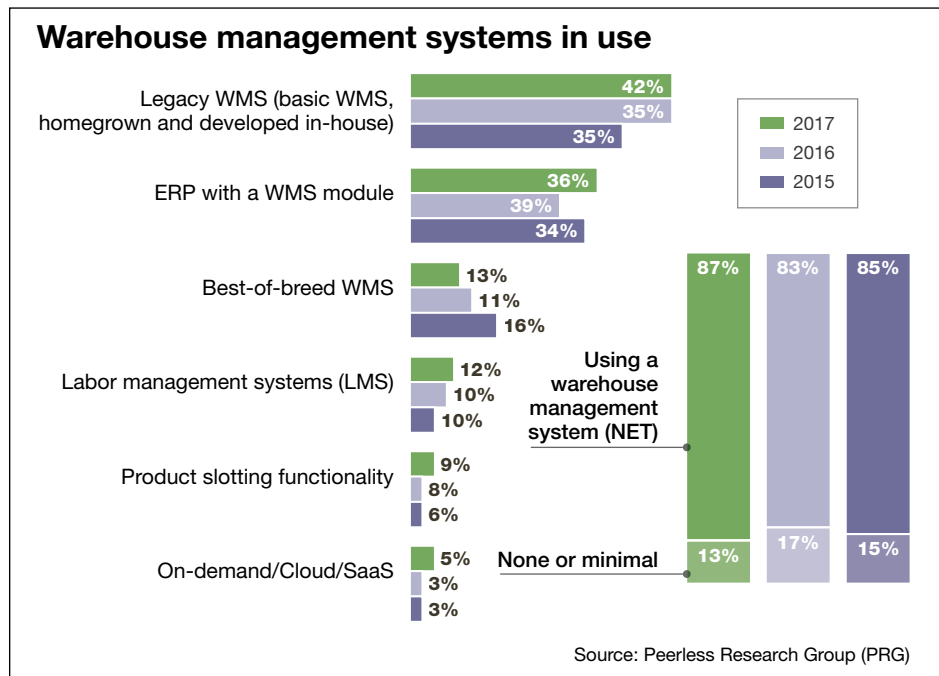 Warehouse management systems in use
Legacy WMS (basic WMS,
homegrown and developed in-house)
42%
35%
35%
ERP with a WMS module
36%
39%
34%
Best-of-breed WMS
13%
11%
16%
Labor management systems (LMS)
12%
10%
10%
Product slotting functionality
9%
8%
6%
On-demand/Cloud/SaaS
5%
3%
3%
2017
2016
2015
87%
83%
85%
Using a
warehouse
management
system (NET)
None or minimal
13%
17%
15%
Source: Peerless Research Group (PRG)